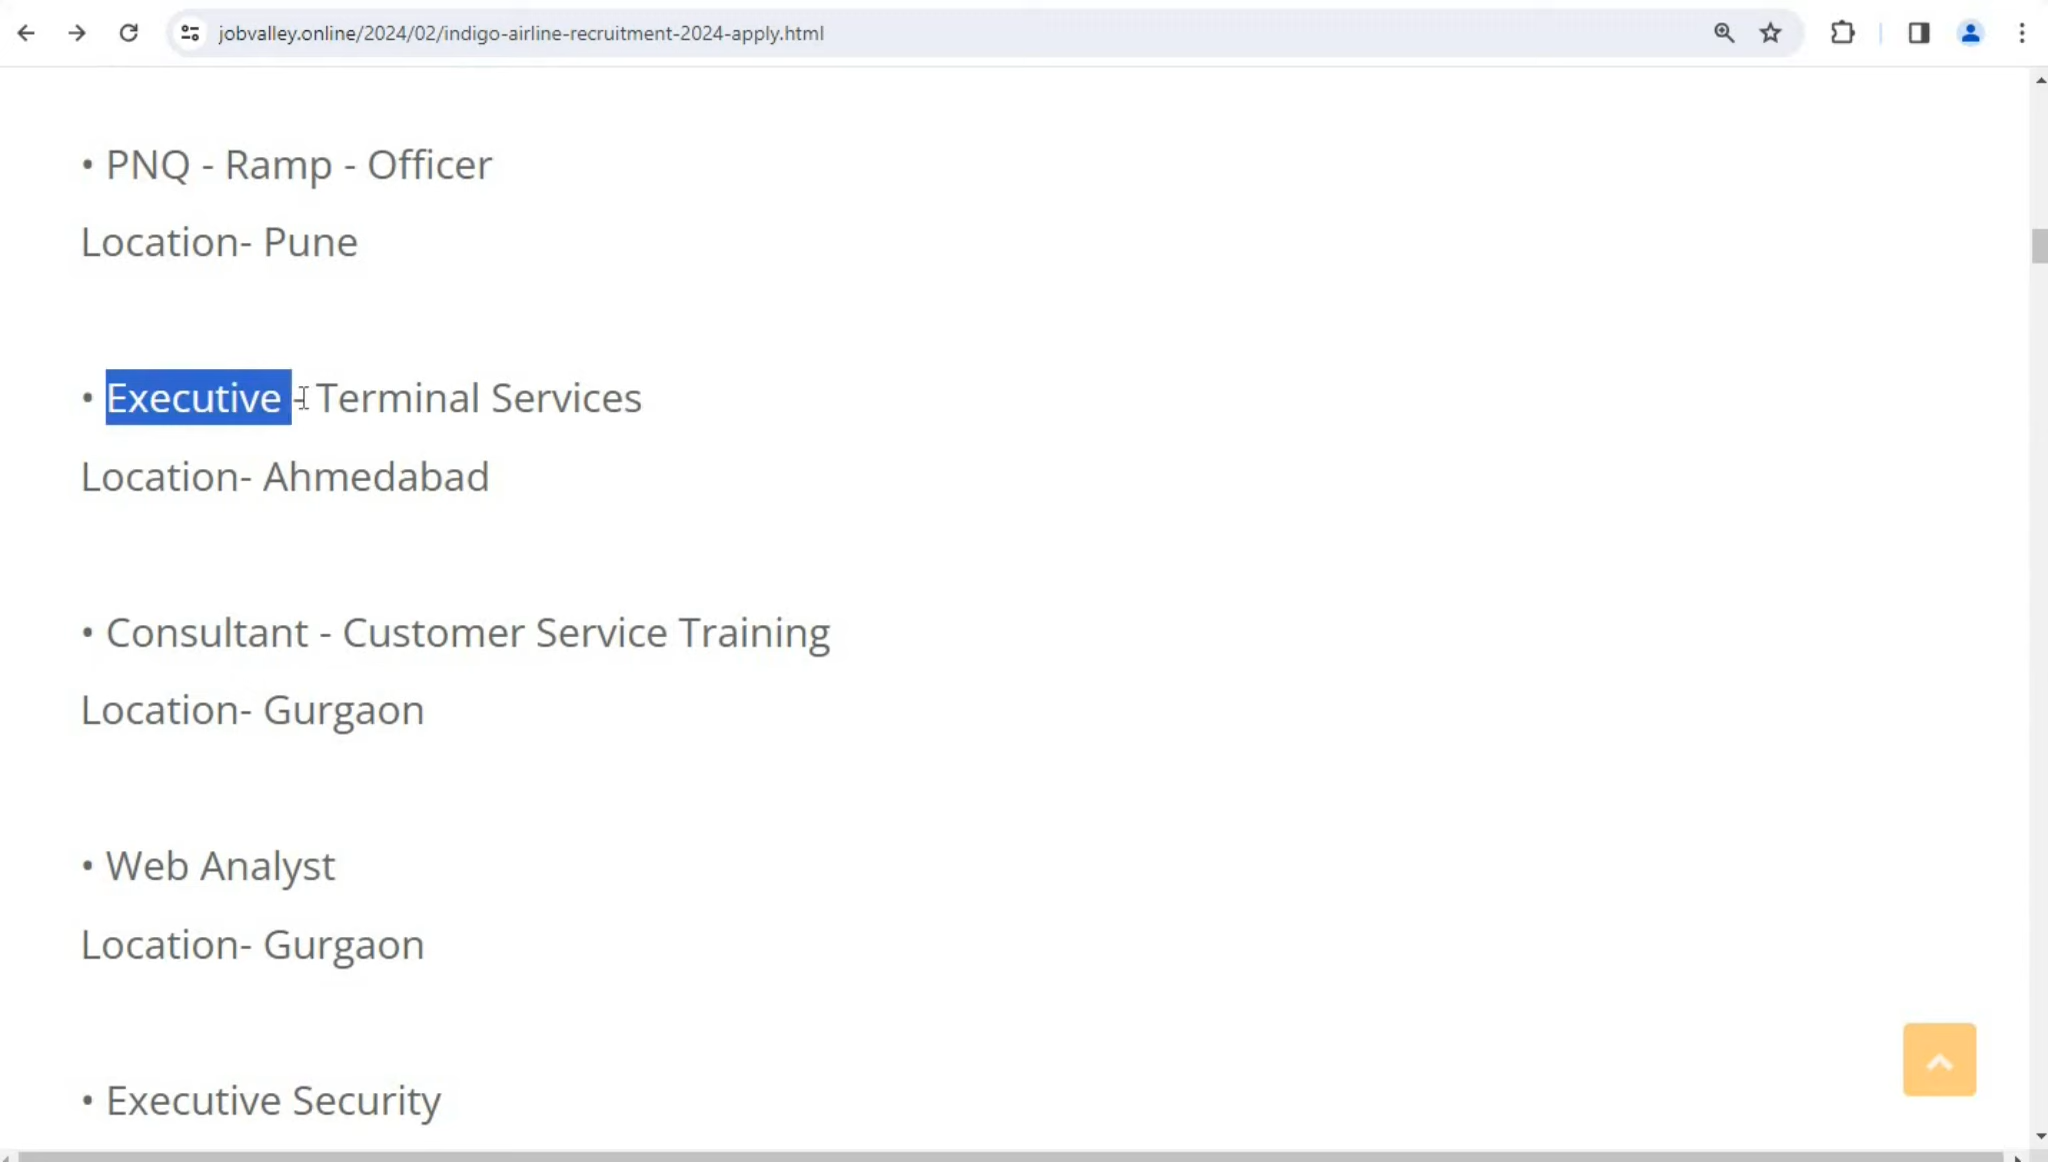 jobvalley.online/2024/02/indigo-airline-recruitment-2024-apply.html
• PNQ - Ramp - Officer
Location- Pune
• Executive - Terminal Services
Location- Ahmedabad
• Consultant - Customer Service Training
Location- Gurgaon
• Web Analyst
Location- Gurgaon
• Executive Security